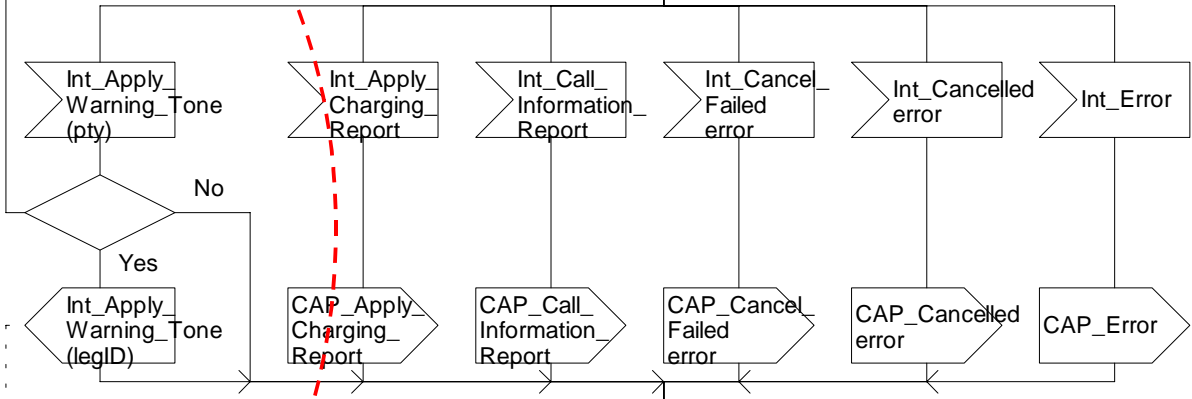 Int_Apply_
Warning_Tone
(pty)
Int_Apply_
Charging_
Report
Int_Call_
Information_
Report
Int_Cancel_
Failed
error
Int_Cancelled
error
Int_Error
No
Yes
Int_Apply_
Warning_Tone
(legID)
CAP_Apply_
Charging_
Report
CAP_Call_
Information_
Report
CAP_Cancel_
Failed
error
CAP_Cancelled
error
CAP_Error